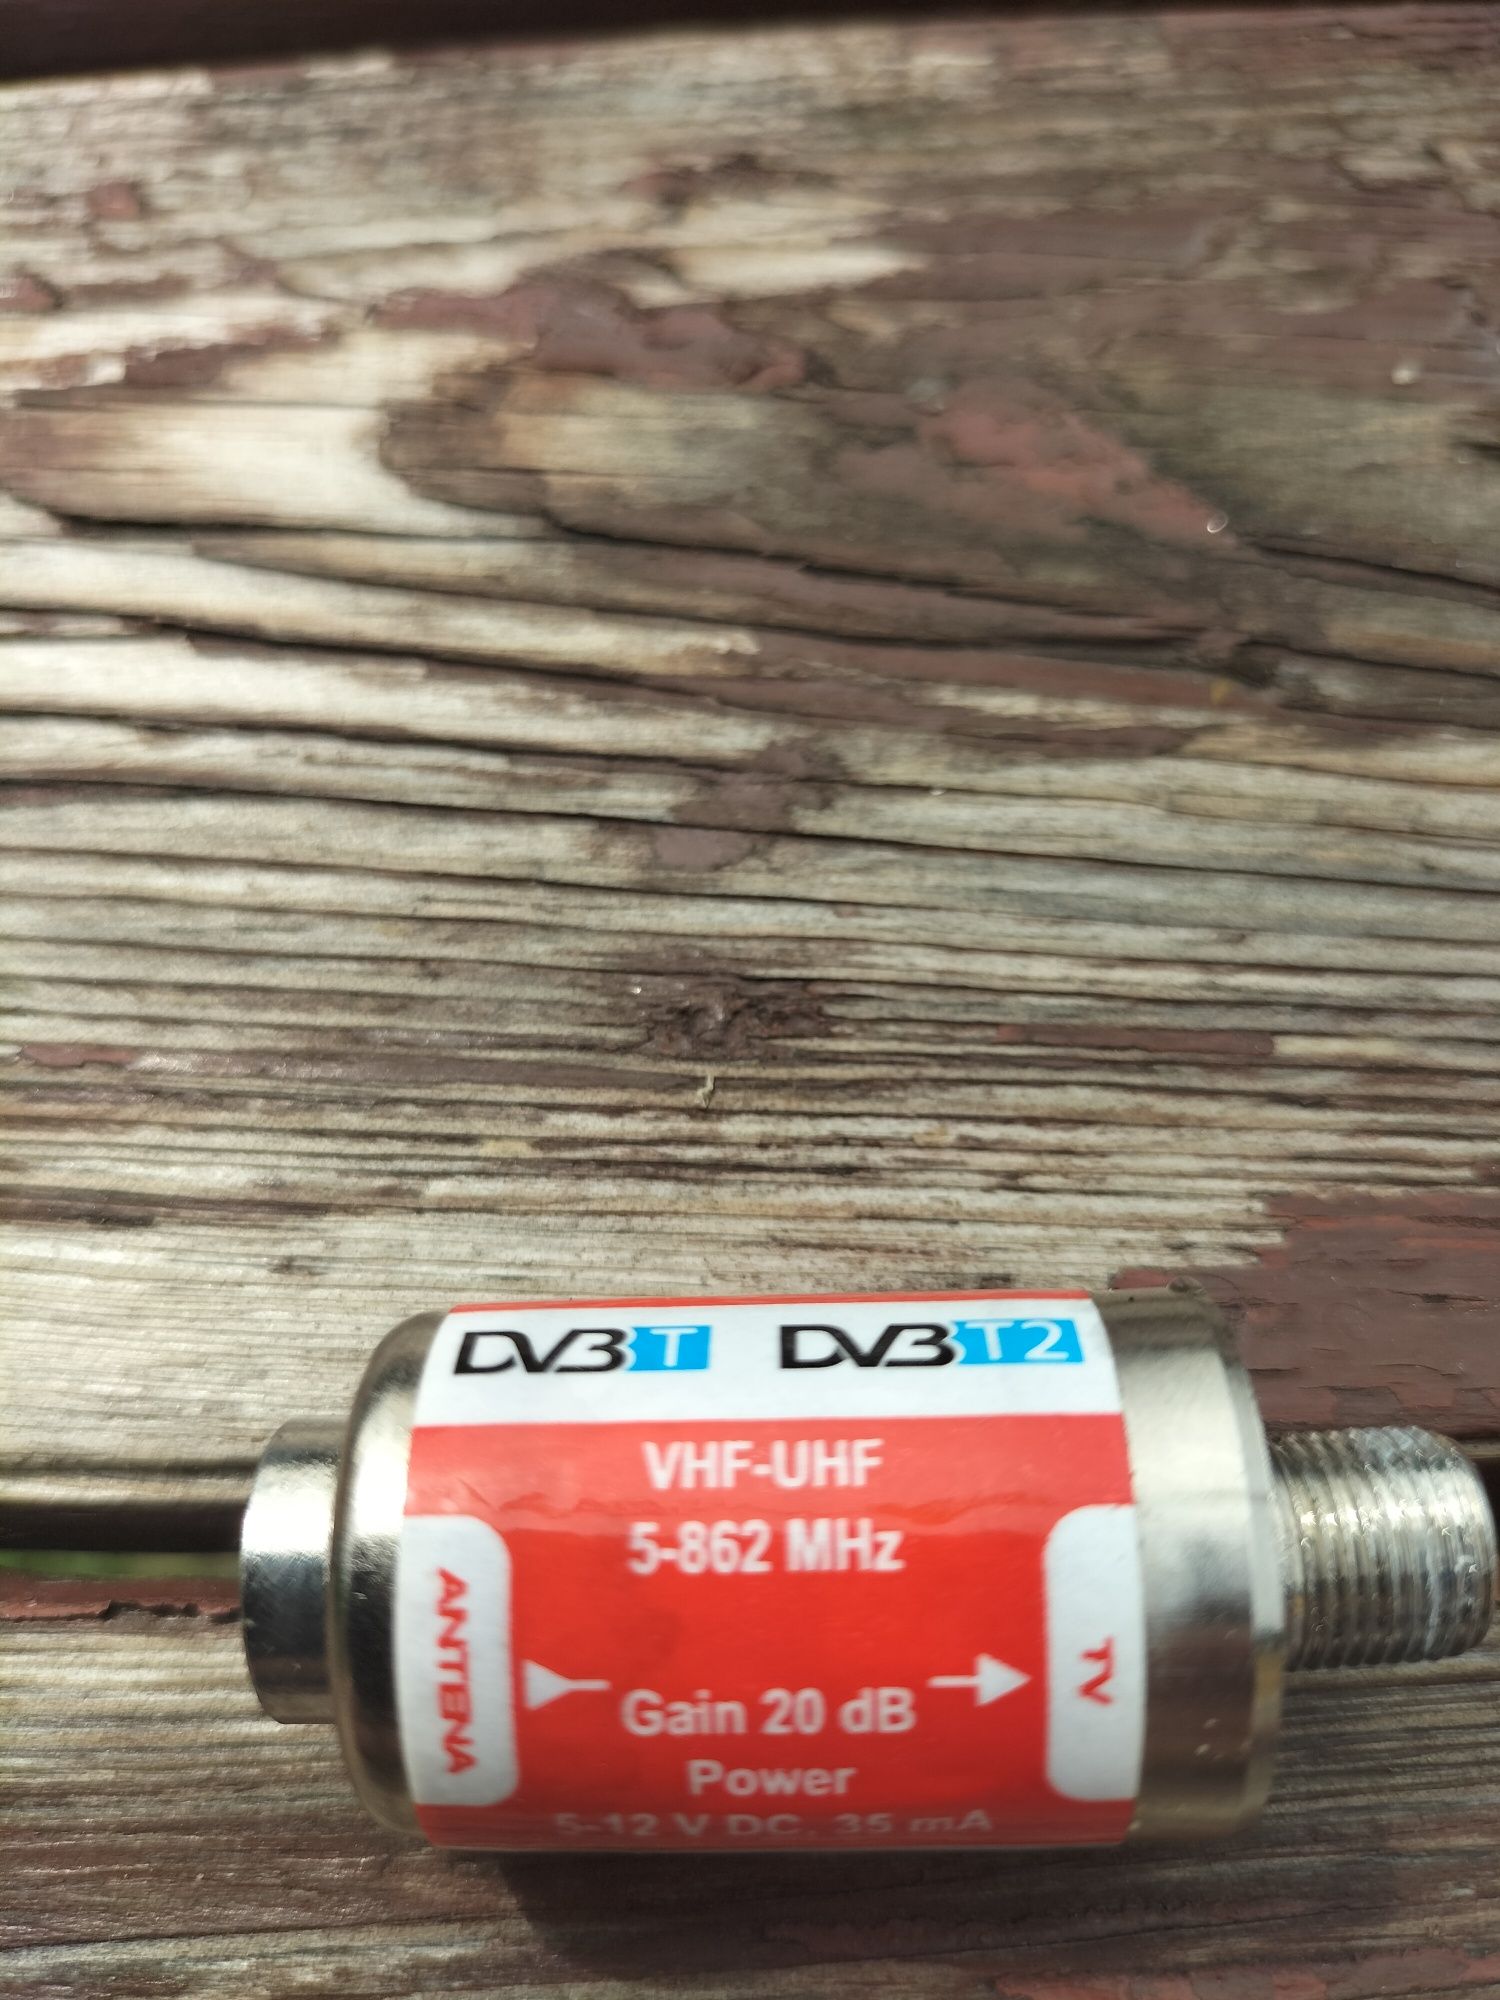 DVB T DVB T2
VHF-UHF
5-862 MHz
ANTENA
TV
Gain 20 dB
Power
5-12 V DC, 35 mA